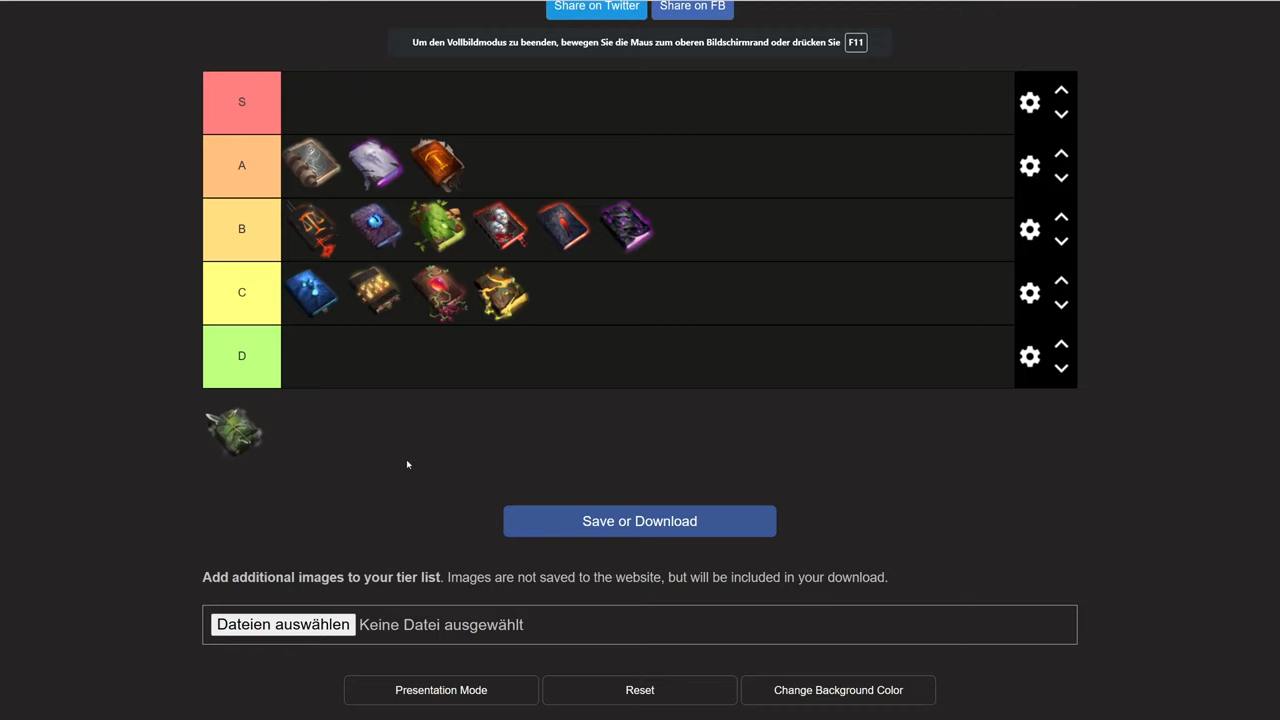 Share on Twitter
Share on FB
Um den Vollbildmodus zu beenden, bewegen Sie die Maus zum oberen Bildschirmrand oder drücken Sie F11
S
A
B
C
D
Save or Download
Add additional images to your tier list. Images are not saved to the website, but will be included in your download.
Dateien auswählen Keine Datei ausgewählt
Presentation Mode
Reset
Change Background Color